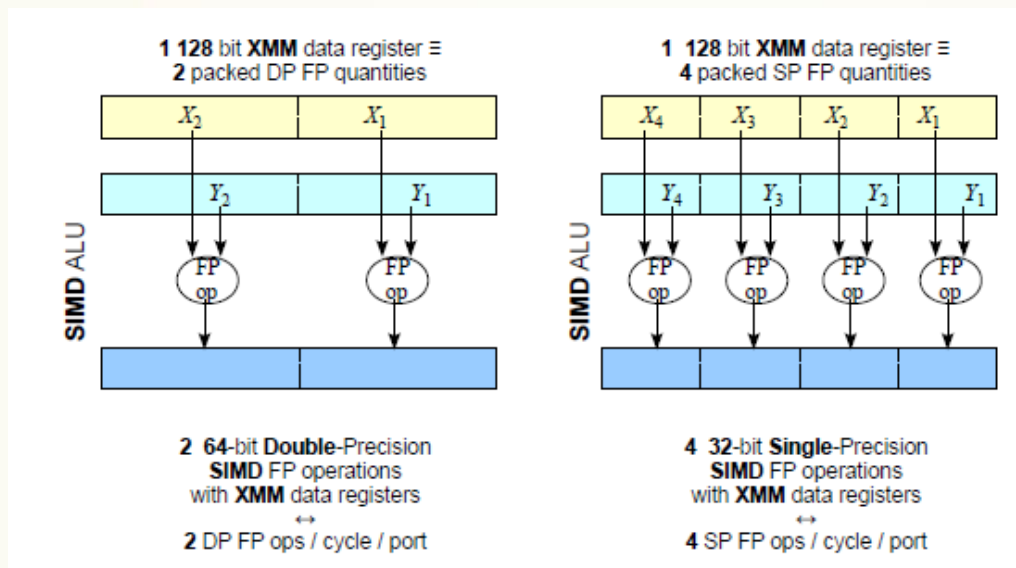 1 128 bit XMM data register ≡
2 packed DP FP quantities
X₂ X₁
Y₂ Y₁
SIMD ALU
FP op FP op
2 64-bit Double-Precision
SIMD FP operations
with XMM data registers
↔
2 DP FP ops / cycle / port
1 128 bit XMM data register ≡
4 packed SP FP quantities
X₄ X₃ X₂ X₁
Y₄ Y₃ Y₂ Y₁
SIMD ALU
FP op FP op FP op FP op
4 32-bit Single-Precision
SIMD FP operations
with XMM data registers
↔
4 SP FP ops / cycle / port